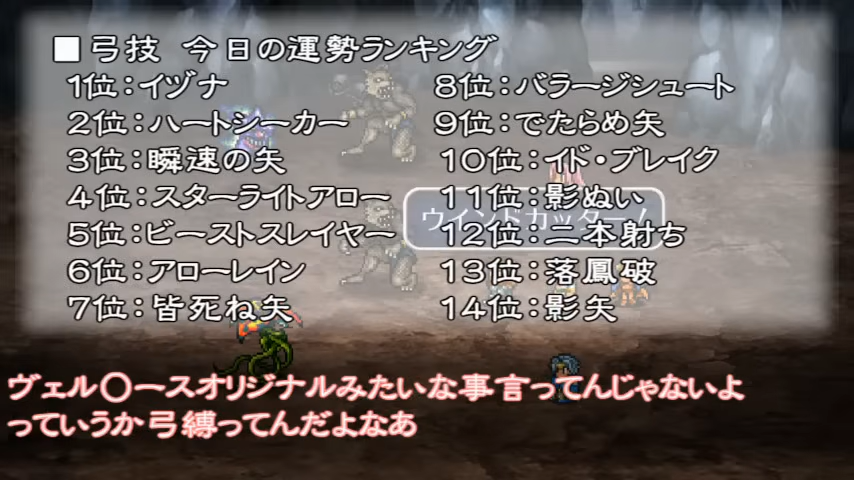 ■弓技 今日の運勢ランキング
1位：イヅナ
2位：ハートシーカー
3位：瞬速の矢
4位：スターライトアロー
5位：ビーストスレイヤー
6位：アローレイン
7位：皆死ね矢
8位：バラージシュート
9位：でたらめ矢
10位：イド・ブレイク
11位：影ぬい
12位：二本射ち
13位：落鳳破
14位：影矢
ウインドカッター！
ヴェル〇ースオリジナルみたいな事言ってんじゃないよ
っていうか弓縛ってんだよなあ